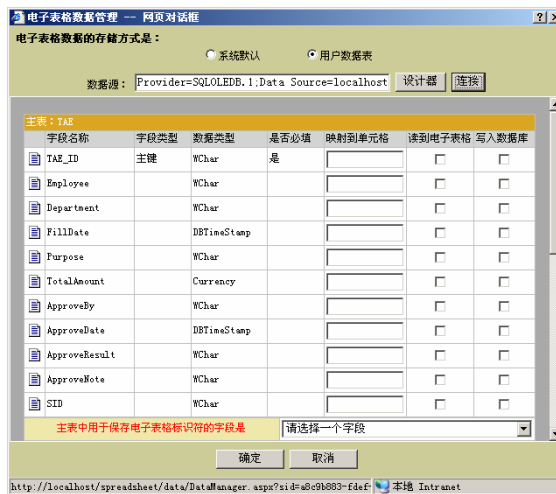 电子表格数据管理 -- 网页对话框
电子表格数据的存储方式是：
系统默认 用户数据表
数据源： Provider=SQLOLEDB.1;Data Source=localhost 设计器 连接
主表：TAE
字段名称 字段类型 数据类型 是否必填 映射到单元格 读到电子表格 写入数据库
TAE_ID 主键 WChar 是
Employee WChar
Department WChar
FillDate DBTimeStamp
Purpose WChar
TotalAmount Currency
ApproveBy WChar
ApproveDate DBTimeStamp
ApproveResult WChar
ApproveNote WChar
SID WChar
主表中用于保存电子表格标识符的字段是 请选择一个字段
确定 取消
http://localhost/spreadsheet/data/DataManager.aspx?sid=a8c9b883-fdef- 本地 Intranet